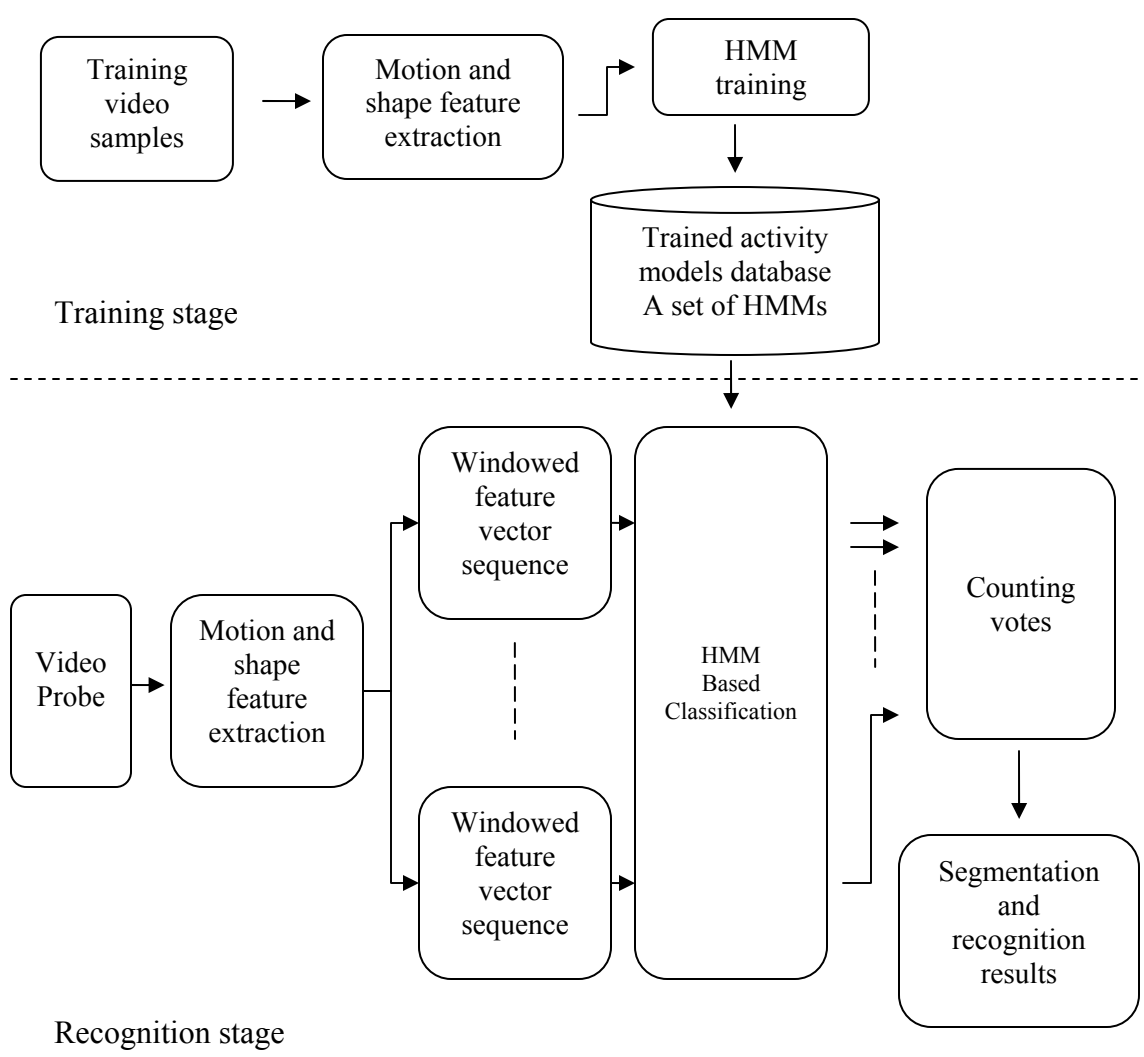 Training
video
samples
Motion and
shape feature
extraction
HMM
training
Trained activity
models database
A set of HMMs
Training stage
Video
Probe
Motion and
shape
feature
extraction
Windowed
feature
vector
sequence
Windowed
feature
vector
sequence
HMM
Based
Classification
Counting
votes
Segmentation
and
recognition
results
Recognition stage